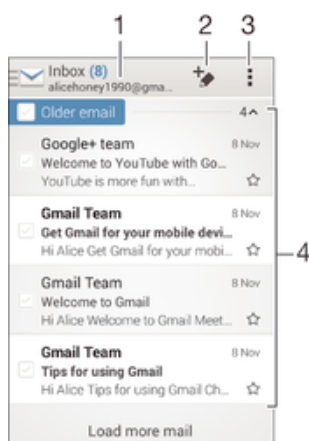 1 2 3
Inbox (8)
alicehoney1990@gma...
Older email 4
Google+ team 8 Nov
Welcome to YouTube with Go...
YouTube is more fun with...
Gmail Team 8 Nov
Get Gmail for your mobile devi...
Hi Alice Get Gmail for your mobi...
4
Gmail Team 8 Nov
Welcome to Gmail
Hi Alice Welcome to Gmail Meet...
Gmail Team 8 Nov
Tips for using Gmail
Hi Alice Tips for using Gmail Ch...
Load more mail